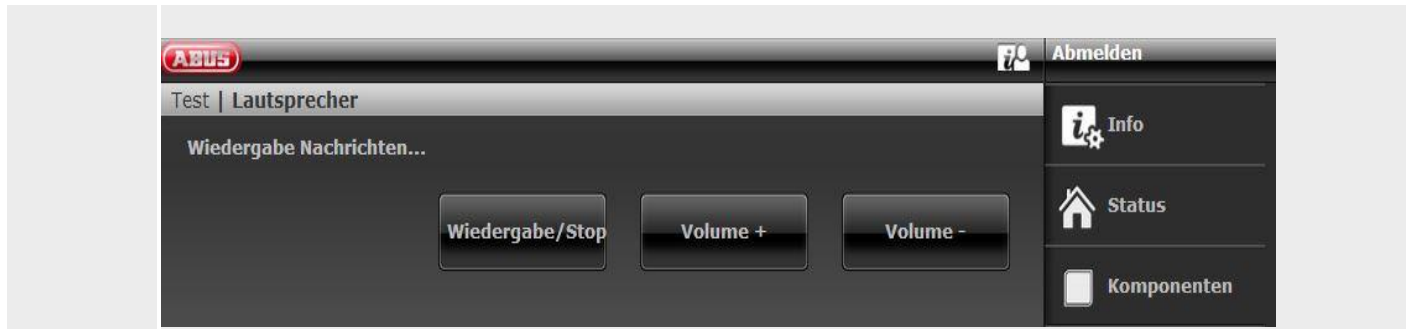 ABUS
Abmelden
Test | Lautsprecher
Info
Wiedergabe Nachrichten...
Status
Wiedergabe/Stop
Volume +
Volume -
Komponenten